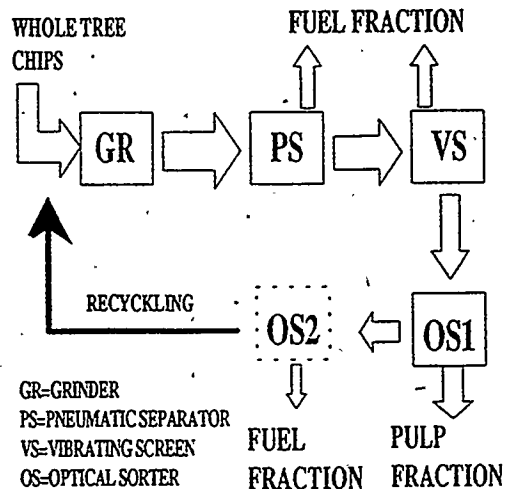 WHOLE TREE
CHIPS
FUEL FRACTION
GR
PS
VS
RECYCKLING
OS2
OS1
GR=GRINDER
PS=PNEUMATIC SEPARATOR
VS=VIBRATING SCREEN
OS=OPTICAL SORTER
FUEL
FRACTION
PULP
FRACTION